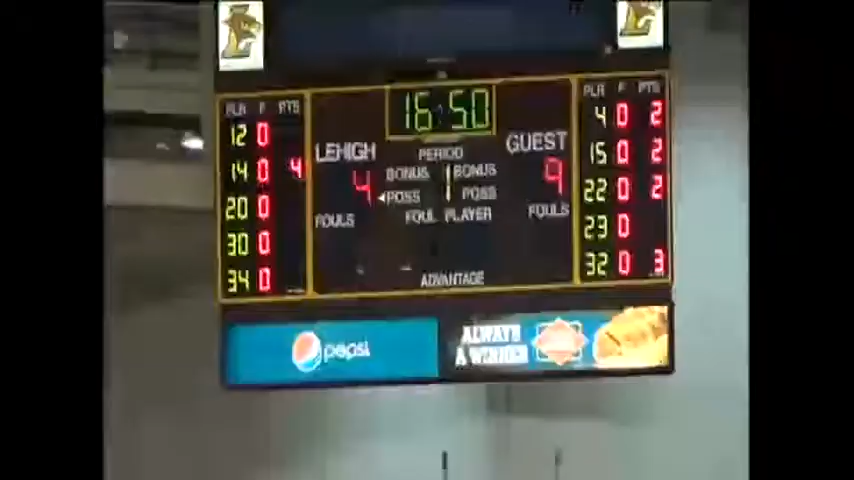 L
L
PLR F PTS
12 0
14 0 4
20 0
30 0
34 0
16:50
LEHIGH
PERIOD
1
GUEST
4
BONUS BONUS
9
POSS POSS
FOULS
FOUL PLAYER
FOULS
ADVANTAGE
PLR F PTS
4 0 2
15 0 2
22 0 2
23 0
32 0 3
pepsi
ALWAYS
A WINNER